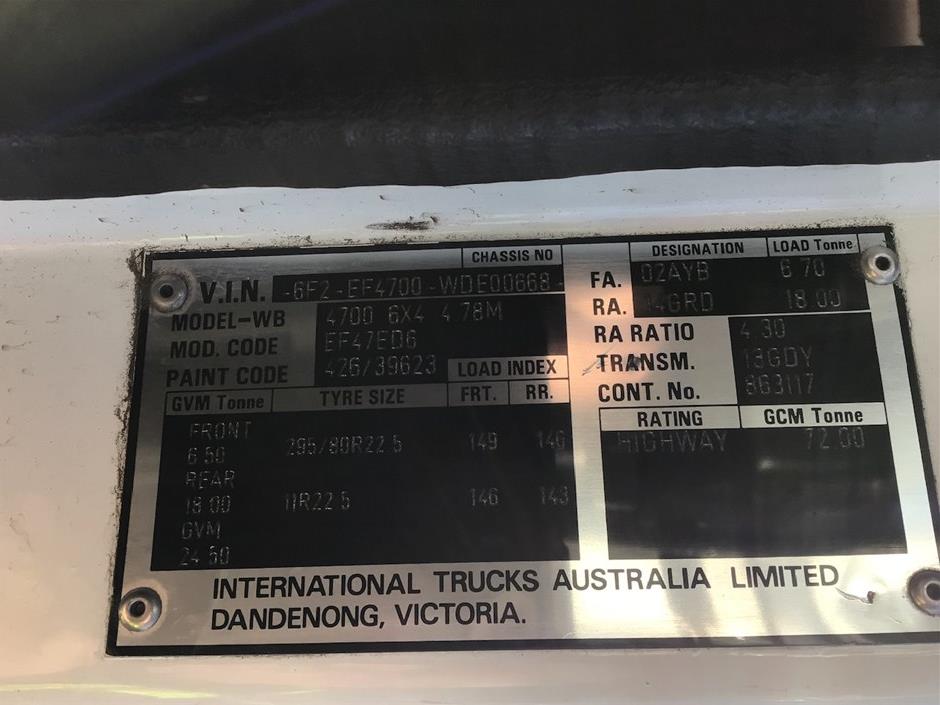 CHASSIS NO
V.I.N. -6F2-EF4700-WDE00668-
MODEL-WB 4700 6X4 4.78M
MOD. CODE EF47ED6
PAINT CODE 426/39623 LOAD INDEX
GVM Tonne TYRE SIZE FRT. RR.
FRONT
6.50 295/80R22.5 149 146
REAR
18.00 11R22.5 146 143
GVM
24.50
DESIGNATION LOAD Tonne
FA. 02AYB 6.70
RA. 18.00
RA RATIO 4.30
TRANSM. 13GDY
CONT. No. 863117
RATING GCM Tonne
HIGHWAY 72.00
INTERNATIONAL TRUCKS AUSTRALIA LIMITED
DANDENONG, VICTORIA.